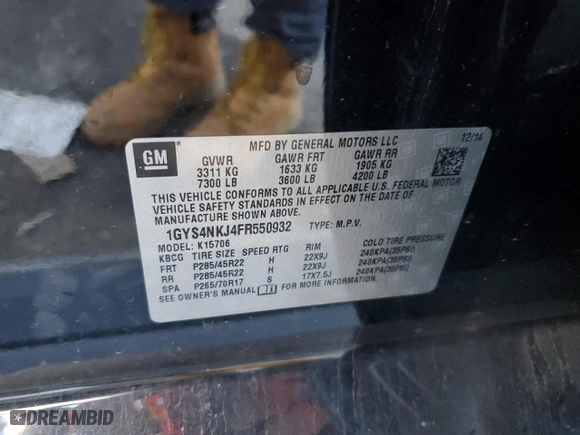 GM
MFD BY GENERAL MOTORS LLC
12/14
GVWR GAWR FRT GAWR RR
3311 KG 1633 KG 1905 KG
7300 LB 3600 LB 4200 LB
THIS VEHICLE CONFORMS TO ALL APPLICABLE U.S. FEDERAL MOTOR
VEHICLE SAFETY STANDARDS IN EFFECT ON THE DATE OF
MANUFACTURE SHOWN ABOVE.
1GYS4NKJ4FR550932 TYPE: M.P.V.
MODEL: K15706
KBCG TIRE SIZE SPEED RTG RIM COLD TIRE PRESSURE
FRT P285/45R22 H 22X9J 240KPA(35PSI)
RR P285/45R22 H 22X9J 240KPA(35PSI)
SPA P265/70R17 S 17X7.5J 240KPA(35PSI)
SEE OWNER'S MANUAL FOR MORE INFORMATION.
DREAMBID